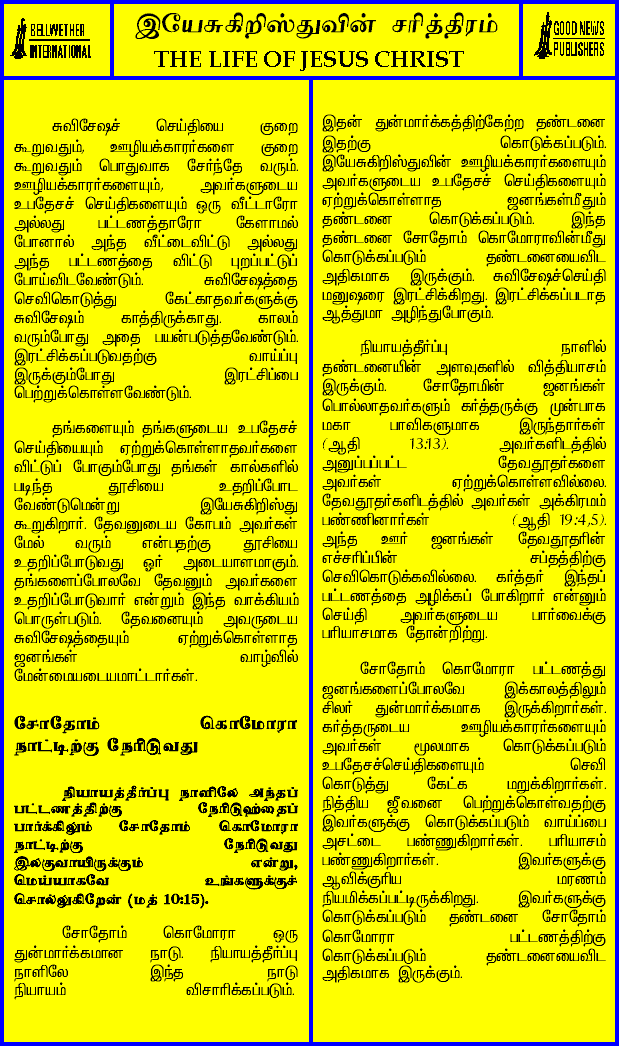 BELLWETHER
INTERNATIONAL
இயேசுகிறிஸ்துவின் சரித்திரம்
THE LIFE OF JESUS CHRIST
GOOD NEWS
PUBLISHERS
சுவிசேஷச் செய்தியை குறை
கூறுவதும், ஊழியக்காரர்களை குறை
கூறுவதும் பொதுவாக சேர்ந்தே வரும்.
ஊழியக்காரர்களையும், அவர்களுடைய
உபதேசச் செய்திகளையும் ஒரு வீட்டாரோ
அல்லது பட்டணத்தாரோ கேளாமல்
போனால் அந்த வீட்டைவிட்டு அல்லது
அந்த பட்டணத்தை விட்டு புறப்பட்டுப்
போய்விடவேண்டும். சுவிசேஷத்தை
செவிகொடுத்து கேட்காதவர்களுக்கு
சுவிசேஷம் காத்திருக்காது. காலம்
வரும்போது அதை பயன்படுத்தவேண்டும்.
இரட்சிக்கப்படுவதற்கு வாய்ப்பு
இருக்கும்போது இரட்சிப்பை
பெற்றுக்கொள்ளவேண்டும்.
தங்களையும் தங்களுடைய உபதேசச்
செய்தியையும் ஏற்றுக்கொள்ளாதவர்களை
விட்டுப் போகும்போது தங்கள் கால்களில்
படிந்த தூசியை உதறிப்போட
வேண்டுமென்று இயேசுகிறிஸ்து
கூறுகிறார். தேவனுடைய கோபம் அவர்கள்
மேல் வரும் என்பதற்கு தூசியை
உதறிப்போடுவது ஓர் அடையாளமாகும்.
தங்களைப்போலவே தேவனும் அவர்களை
உதறிப்போடுவார் என்றும் இந்த வாக்கியம்
பொருள்படும். தேவனையும் அவருடைய
சுவிசேஷத்தையும் ஏற்றுக்கொள்ளாத
ஜனங்கள் வாழ்வில்
மேன்மையடையமாட்டார்கள்.
சோதோம் கொமோரா
நாட்டிற்கு நேரிடுவது
நியாயத்தீர்ப்பு நாளிலே அந்தப்
பட்டணத்திற்கு நேரிடுவதைப்
பார்க்கிலும் சோதோம் கொமோரா
நாட்டிற்கு நேரிடுவது
இலகுவாயிருக்கும் என்று,
மெய்யாகவே உங்களுக்குச்
சொல்லுகிறேன் (மத் 10:15).
சோதோம் கொமோரா ஒரு
துன்மார்க்கமான நாடு. நியாயத்தீர்ப்பு
நாளிலே இந்த நாடு
நியாயம் விசாரிக்கப்படும்.
இதன் துன்மார்க்கத்திற்கேற்ற தண்டனை
இதற்கு கொடுக்கப்படும்.
இயேசுகிறிஸ்துவின் ஊழியக்காரர்களையும்
அவர்களுடைய உபதேசச் செய்திகளையும்
ஏற்றுக்கொள்ளாத ஜனங்கள்மீதும்
தண்டனை கொடுக்கப்படும். இந்த
தண்டனை சோதோம் கொமோராவின்மீது
கொடுக்கப்படும் தண்டனையைவிட
அதிகமாக இருக்கும். சுவிசேஷச்செய்தி
மனுஷரை இரட்சிக்கிறது. இரட்சிக்கப்படாத
ஆத்துமா அழிந்துபோகும்.
நியாயத்தீர்ப்பு நாளில்
தண்டனையின் அளவுகளில் வித்தியாசம்
இருக்கும். சோதோமின் ஜனங்கள்
பொல்லாதவர்களும் கர்த்தருக்கு முன்பாக
மகா பாவிகளுமாக இருந்தார்கள்
(ஆதி 13:13). அவர்களிடத்தில்
அனுப்பப்பட்ட தேவதூதர்களை
அவர்கள் ஏற்றுக்கொள்ளவில்லை.
தேவதூதர்களிடத்தில் அவர்கள் அக்கிரமம்
பண்ணினார்கள் (ஆதி 19:4,5).
அந்த ஊர் ஜனங்கள் தேவதூதரின்
எச்சரிப்பின் சப்தத்திற்கு
செவிகொடுக்கவில்லை. கர்த்தர் இந்தப்
பட்டணத்தை அழிக்கப் போகிறார் என்னும்
செய்தி அவர்களுடைய பார்வைக்கு
பரியாசமாக தோன்றிற்று.
சோதோம் கொமோரா பட்டணத்து
ஜனங்களைப்போலவே இக்காலத்திலும்
சிலர் துன்மார்க்கமாக இருக்கிறார்கள்.
கர்த்தருடைய ஊழியக்காரர்களையும்
அவர்கள் மூலமாக கொடுக்கப்படும்
உபதேசச்செய்திகளையும் செவி
கொடுத்து கேட்க மறுக்கிறார்கள்.
நித்திய ஜீவனை பெற்றுக்கொள்வதற்கு
இவர்களுக்கு கொடுக்கப்படும் வாய்ப்பை
அசட்டை பண்ணுகிறார்கள். பரியாசம்
பண்ணுகிறார்கள். இவர்களுக்கு
ஆவிக்குரிய மரணம்
நியமிக்கப்பட்டிருக்கிறது. இவர்களுக்கு
கொடுக்கப்படும் தண்டனை சோதோம்
கொமோரா பட்டணத்திற்கு
கொடுக்கப்படும் தண்டனையைவிட
அதிகமாக இருக்கும்.